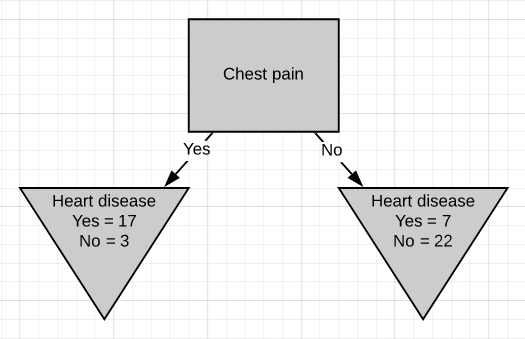 Chest pain
Yes
No
Heart disease
Yes = 17
No = 3
Heart disease
Yes = 7
No = 22